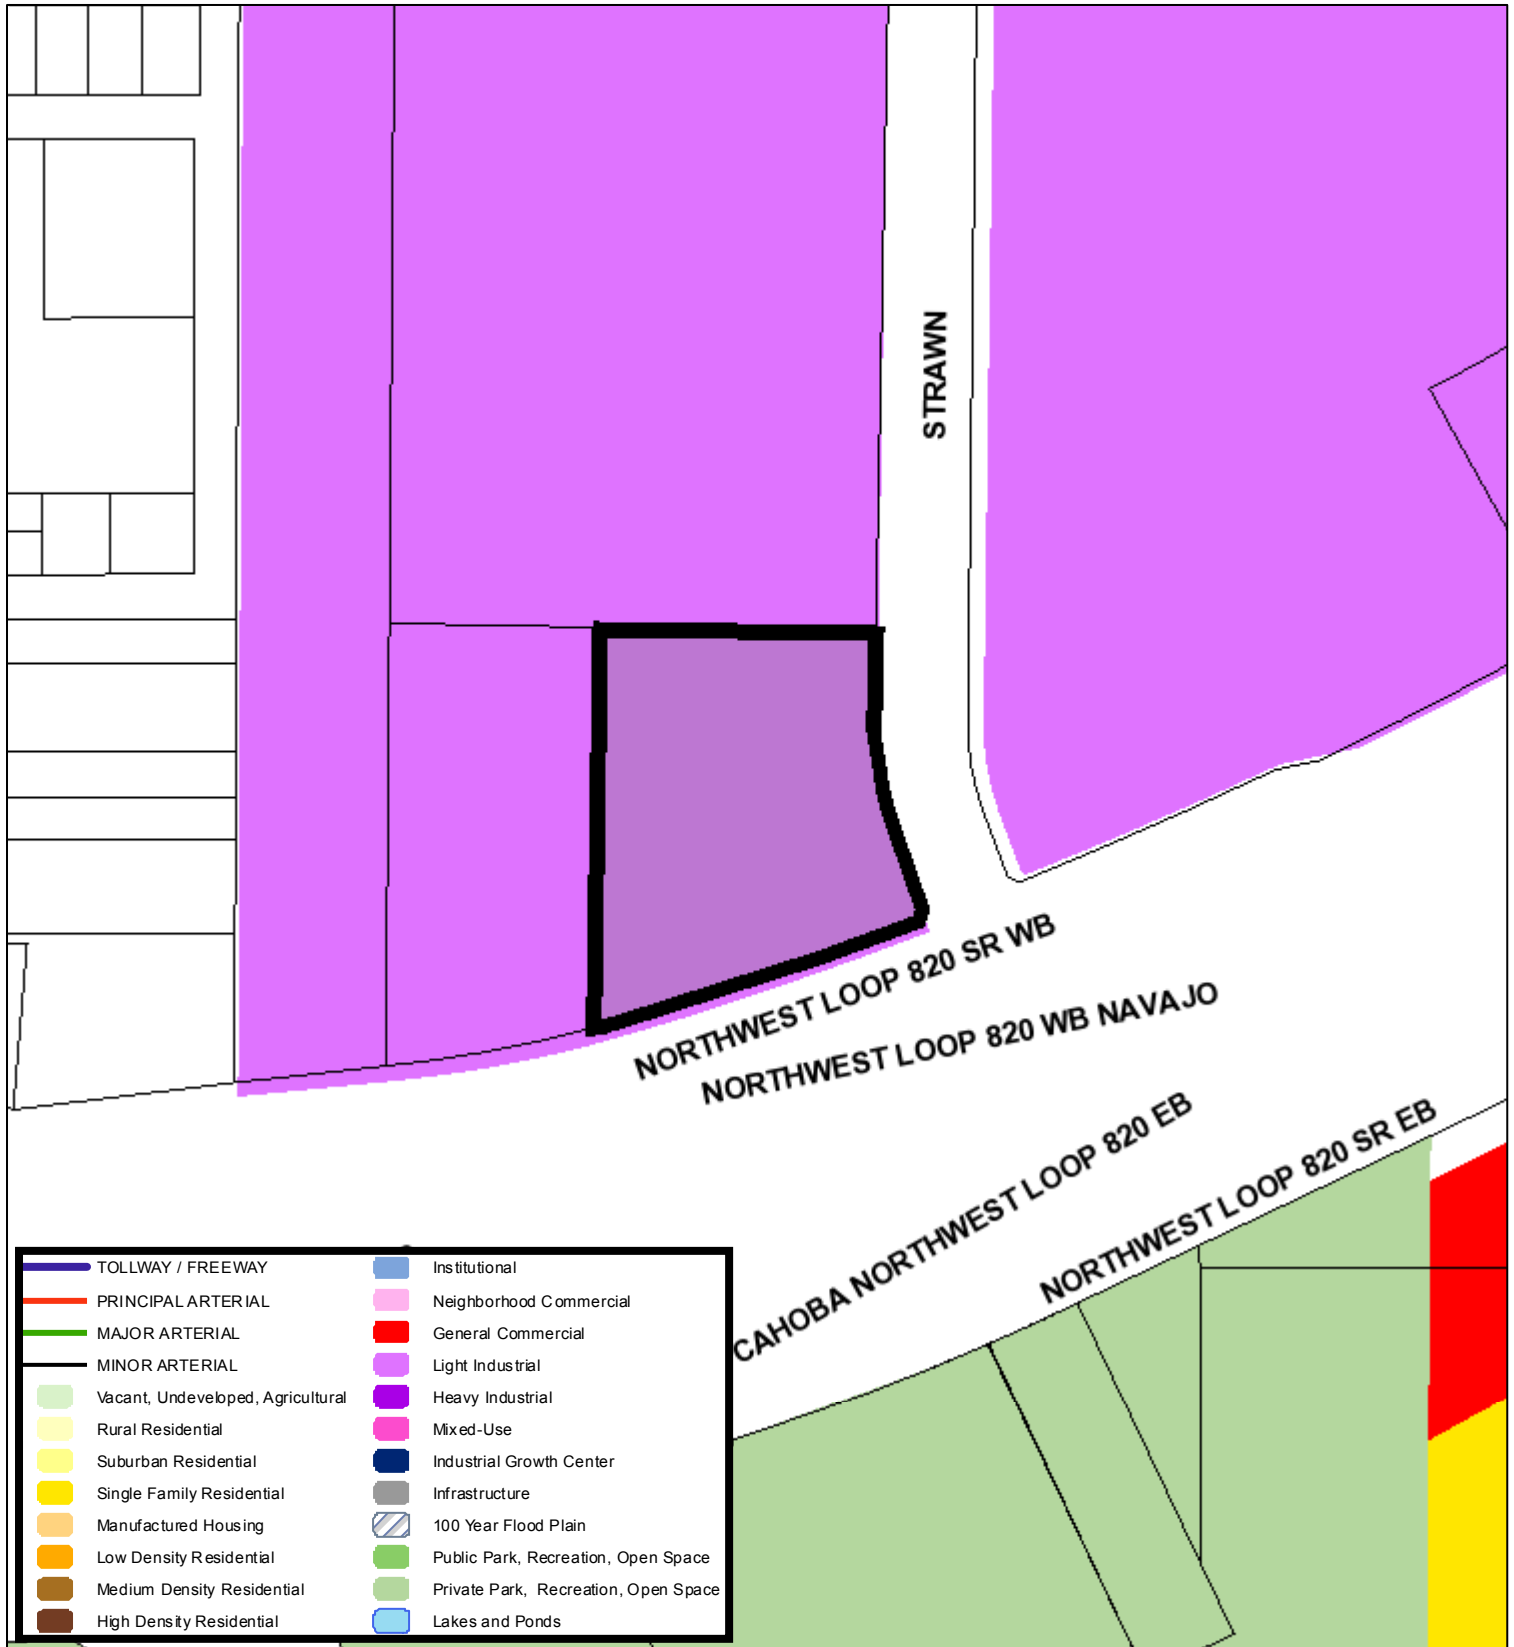 STRAWN
NORTHWEST LOOP 820 SR WB
NORTHWEST LOOP 820 WB NAVAJO
CAHOBA NORTHWEST LOOP 820 EB
NORTHWEST LOOP 820 SR EB
TOLLWAY / FREEWAY
PRINCIPAL ARTERIAL
MAJOR ARTERIAL
MINOR ARTERIAL
Vacant, Undeveloped, Agricultural
Rural Residential
Suburban Residential
Single Family Residential
Manufactured Housing
Low Density Residential
Medium Density Residential
High Density Residential
Institutional
Neighborhood Commercial
General Commercial
Light Industrial
Heavy Industrial
Mixed-Use
Industrial Growth Center
Infrastructure
100 Year Flood Plain
Public Park, Recreation, Open Space
Private Park, Recreation, Open Space
Lakes and Ponds